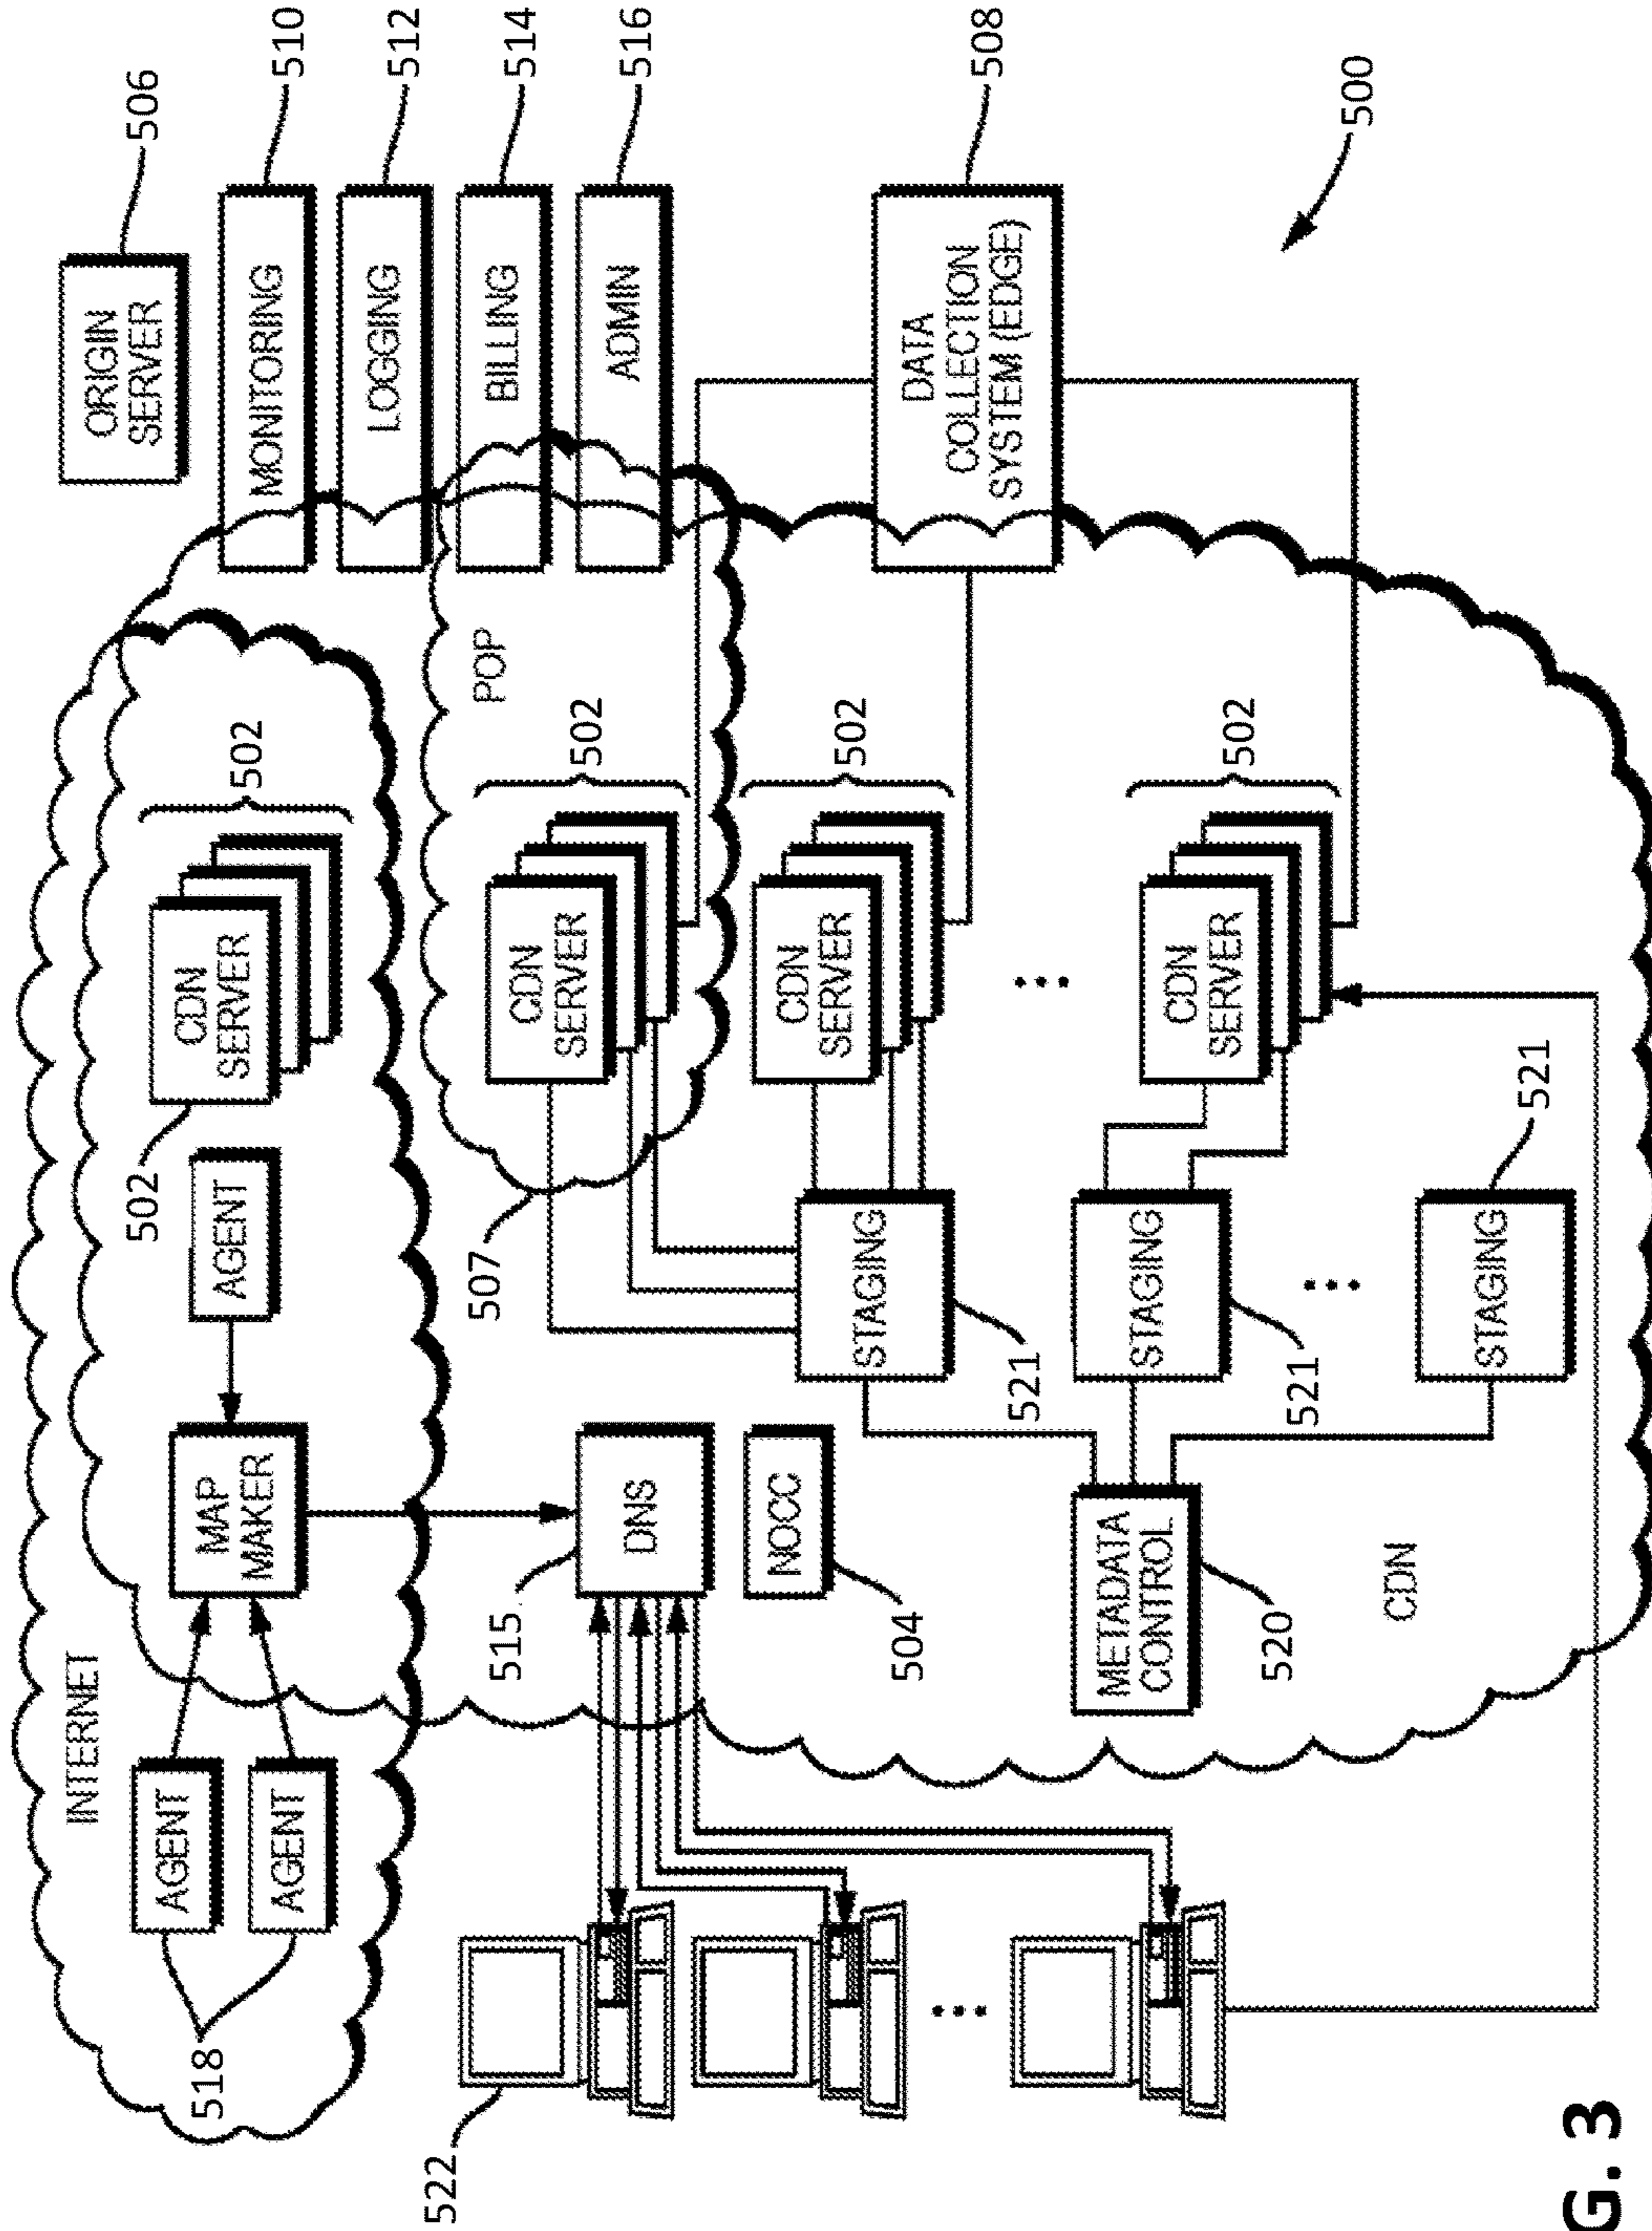 INTERNET
ORIGIN
SERVER
506
AGENT
AGENT
518
MAP
MAKER
AGENT
502
CDN
SERVER
502
MONITORING
510
LOGGING
512
BILLING
514
ADMIN
516
522
515
DNS
507
POP
CDN
SERVER
502
504
NOCC
521
STAGING
CDN
SERVER
502
DATA
COLLECTION
SYSTEM (EDGE)
508
METADATA
CONTROL
520
STAGING
521
CDN
SERVER
502
CDN
STAGING
521
500
G. 3